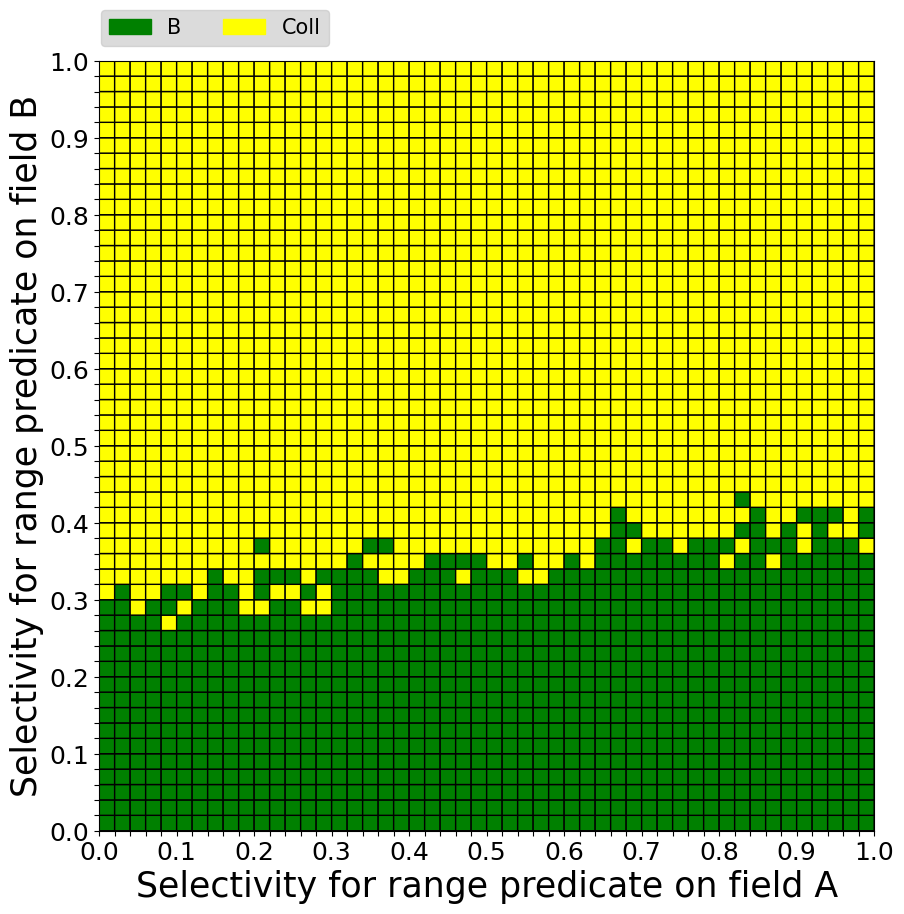 B Coll
Selectivity for range predicate on field B
1.0
0.9
0.8
0.7
0.6
0.5
0.4
0.3
0.2
0.1
0.0
0.0 0.1 0.2 0.3 0.4 0.5 0.6 0.7 0.8 0.9 1.0
Selectivity for range predicate on field A